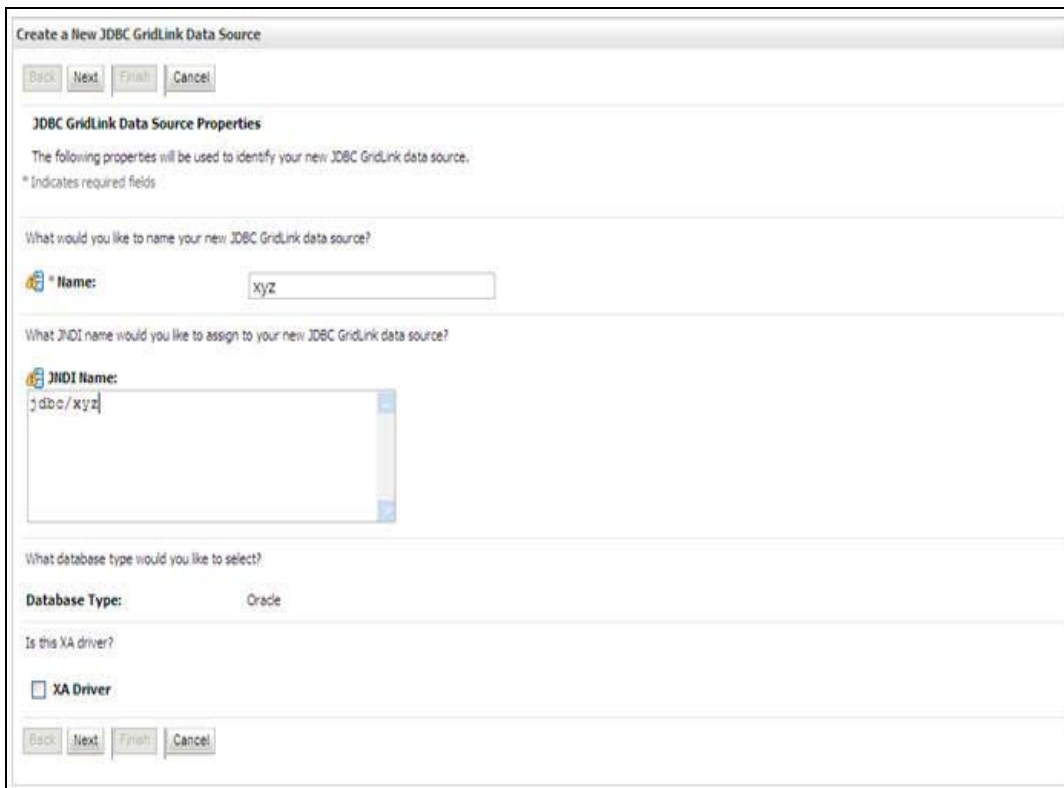 Create a New JDBC GridLink Data Source
Back Next Finish Cancel
JDBC GridLink Data Source Properties
The following properties will be used to identify your new JDBC GridLink data source.
* Indicates required fields
What would you like to name your new JDBC GridLink data source?
* Name: xyz
What JNDI name would you like to assign to your new JDBC GridLink data source?
JNDI Name:
jdbc/xyz
What database type would you like to select?
Database Type: Oracle
Is this XA driver?
XA Driver
Back Next Finish Cancel